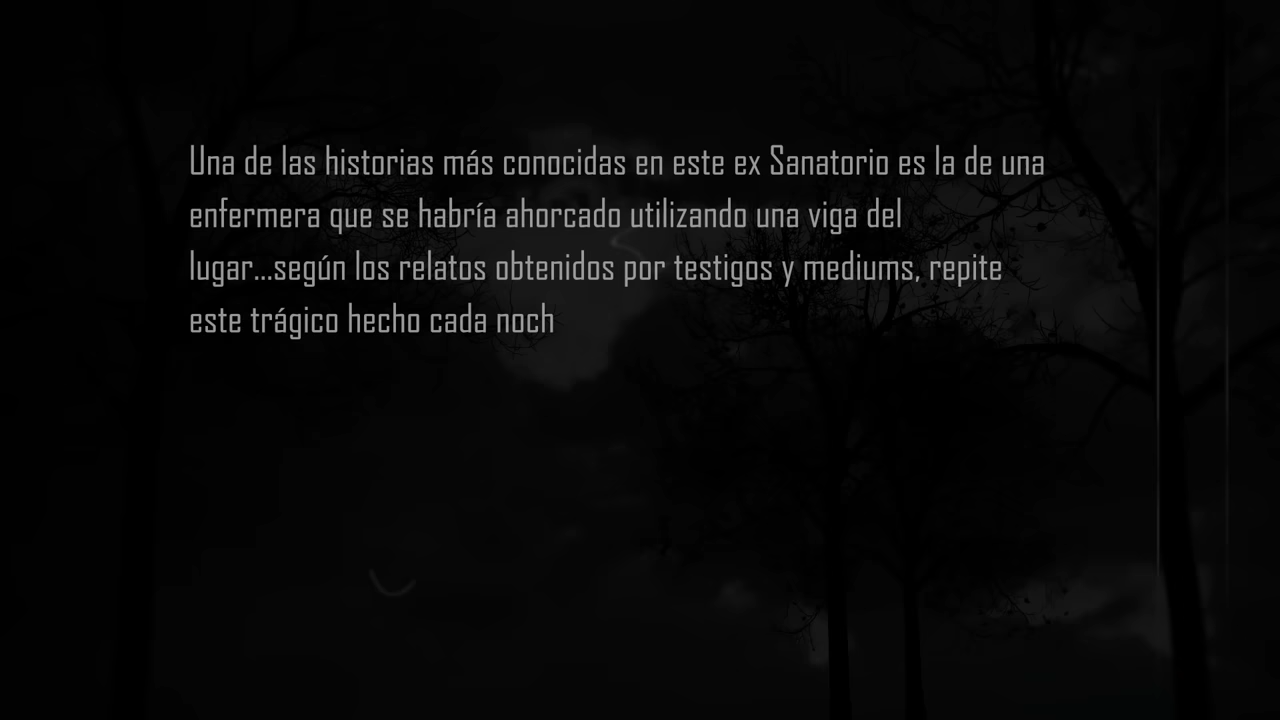 Una de las historias más conocidas en este ex Sanatorio es la de una
enfermera que se habría ahorcado utilizando una viga del
lugar...según los relatos obtenidos por testigos y mediums, repite
este trágico hecho cada noch